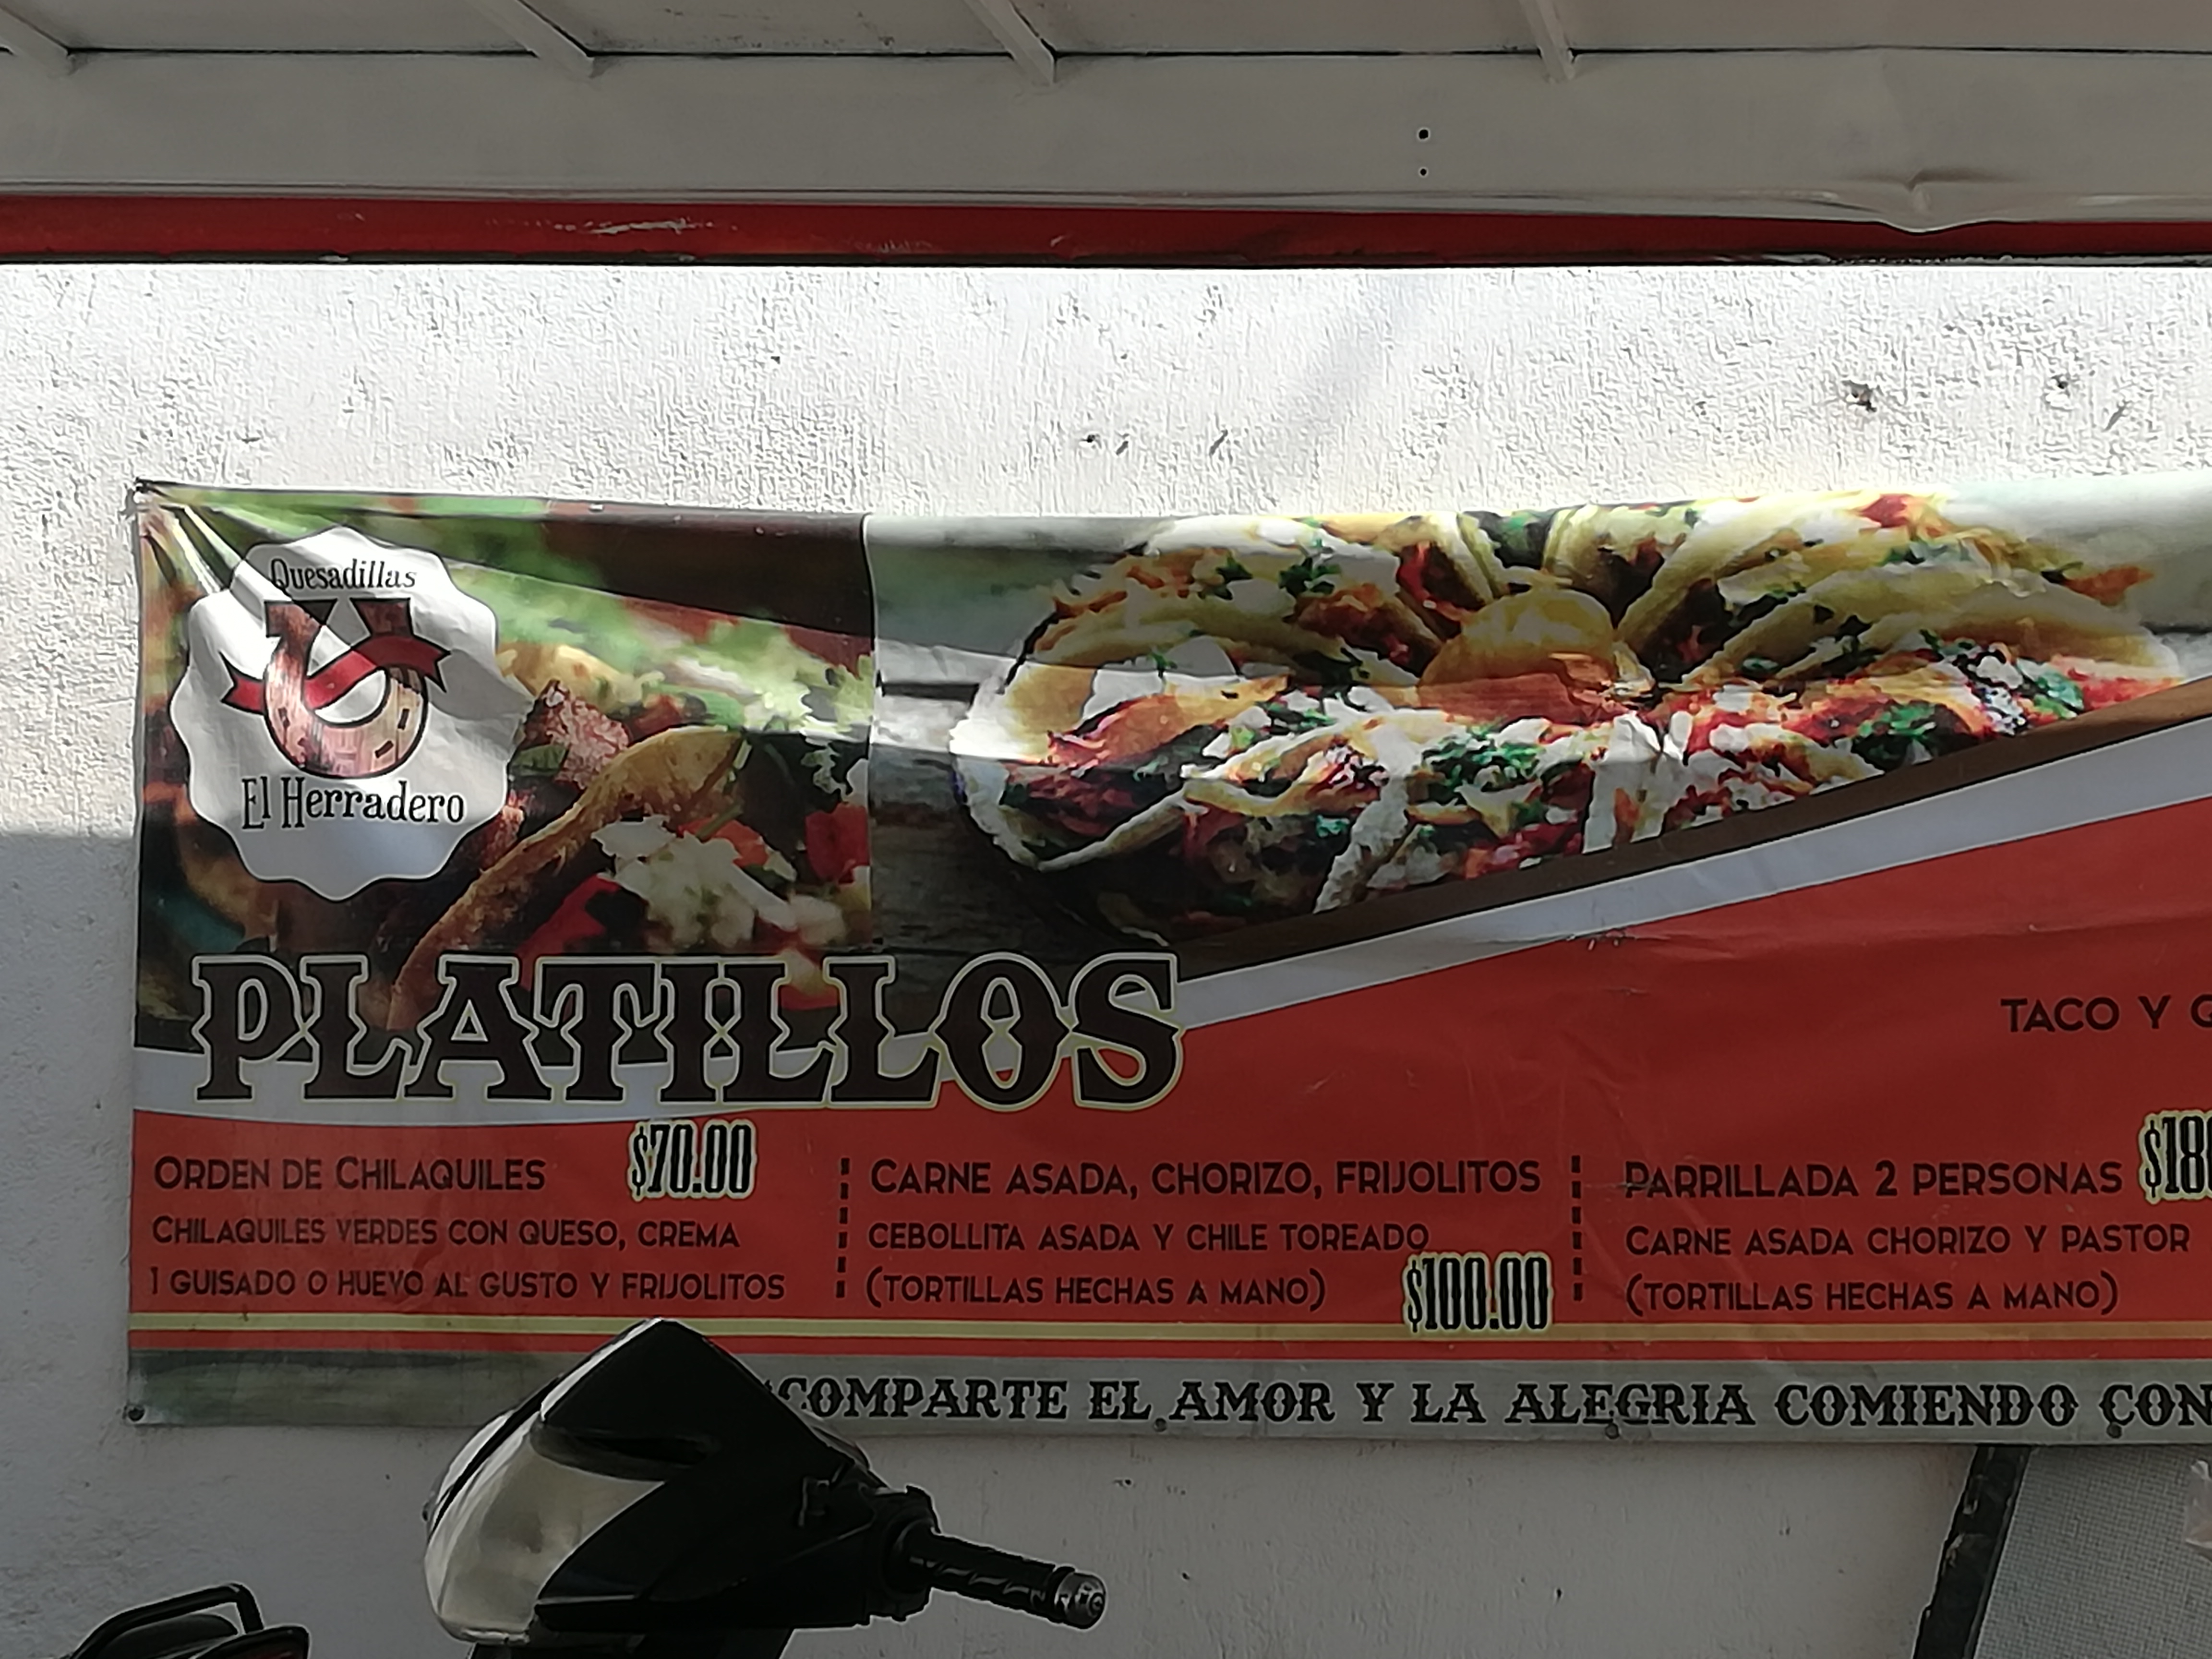 Quesadillas
El Herradero
PLATILLOS
TACO Y
ORDEN DE CHILAQUILES $70.00
CHILAQUILES VERDES CON QUESO, CREMA
1 GUISADO O HUEVO AL GUSTO Y FRIJOLITOS
CARNE ASADA, CHORIZO, FRIJOLITOS
CEBOLLITA ASADA Y CHILE TOREADO
(TORTILLAS HECHAS A MANO) $100.00
PARRILLADA 2 PERSONAS
CARNE ASADA CHORIZO Y PASTOR
(TORTILLAS HECHAS A MANO)
COMPARTE EL AMOR Y LA ALEGRIA COMIENDO CON